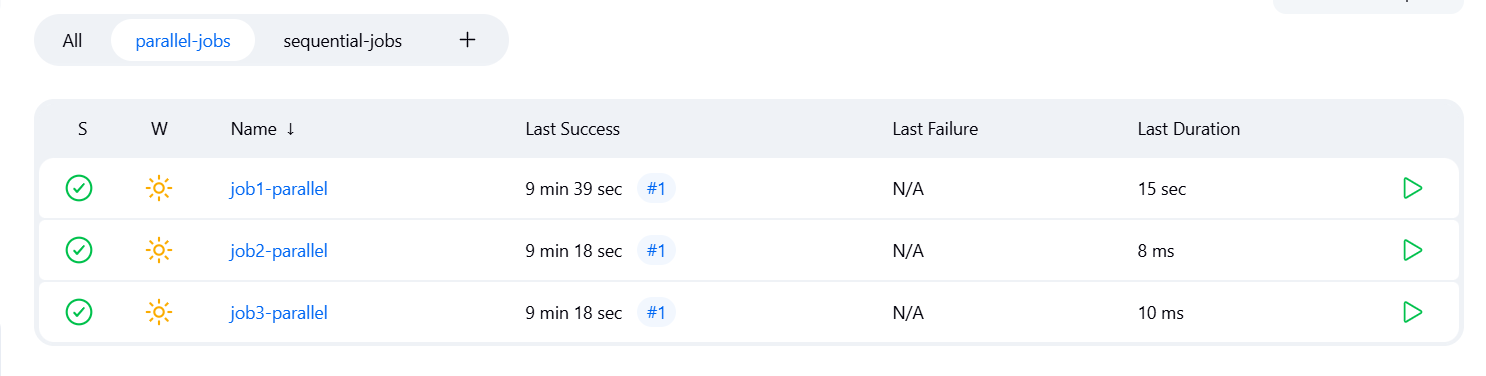 All parallel-jobs sequential-jobs +
S W Name ↓ Last Success Last Failure Last Duration
job1-parallel 9 min 39 sec #1 N/A 15 sec
job2-parallel 9 min 18 sec #1 N/A 8 ms
job3-parallel 9 min 18 sec #1 N/A 10 ms